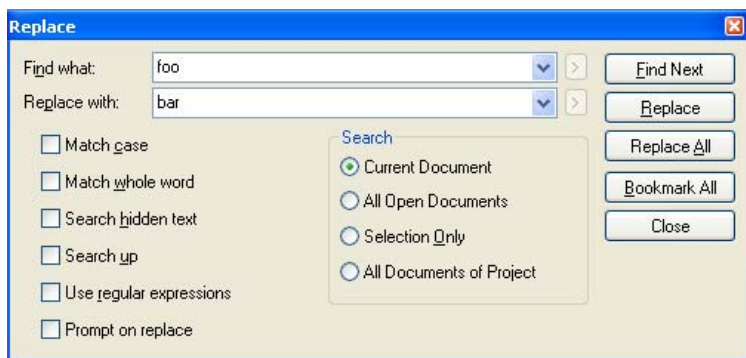 Replace
Find what: foo
Replace with: bar
Match case
Match whole word
Search hidden text
Search up
Use regular expressions
Prompt on replace
Search
Current Document
All Open Documents
Selection Only
All Documents of Project
Find Next
Replace
Replace All
Bookmark All
Close